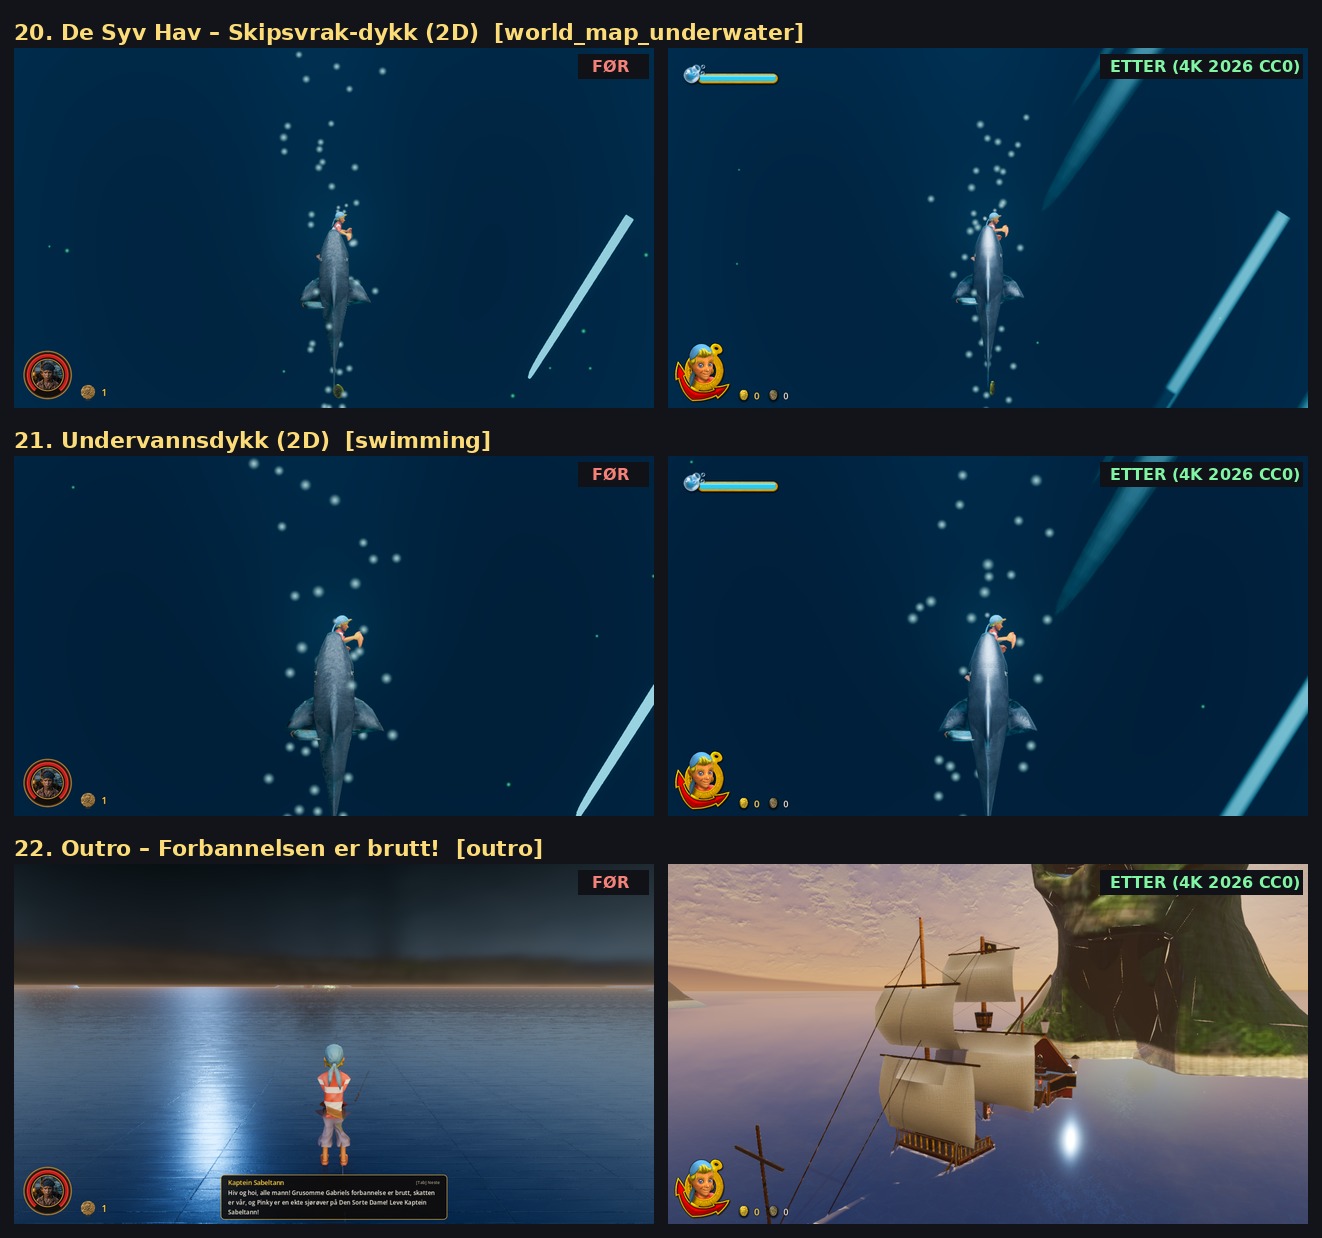 20. De Syv Hav – Skipsvrak-dykk (2D) [world_map_underwater]
FØR
ETTER (4K 2026 CC0)
1
0 0
21. Undervannsdykk (2D) [swimming]
FØR
ETTER (4K 2026 CC0)
1
0 0
22. Outro – Forbannelsen er brutt! [outro]
FØR
ETTER (4K 2026 CC0)
Kaptein Sabeltann
[Tab] Neste
Hiv og hoi, alle mann! Grusomme Gabriels forbannelse er brutt, skatten
er vår, og Pinky er en ekte sjørøver på Den Sorte Dame! Leve Kaptein
Sabeltann!
1
0 0